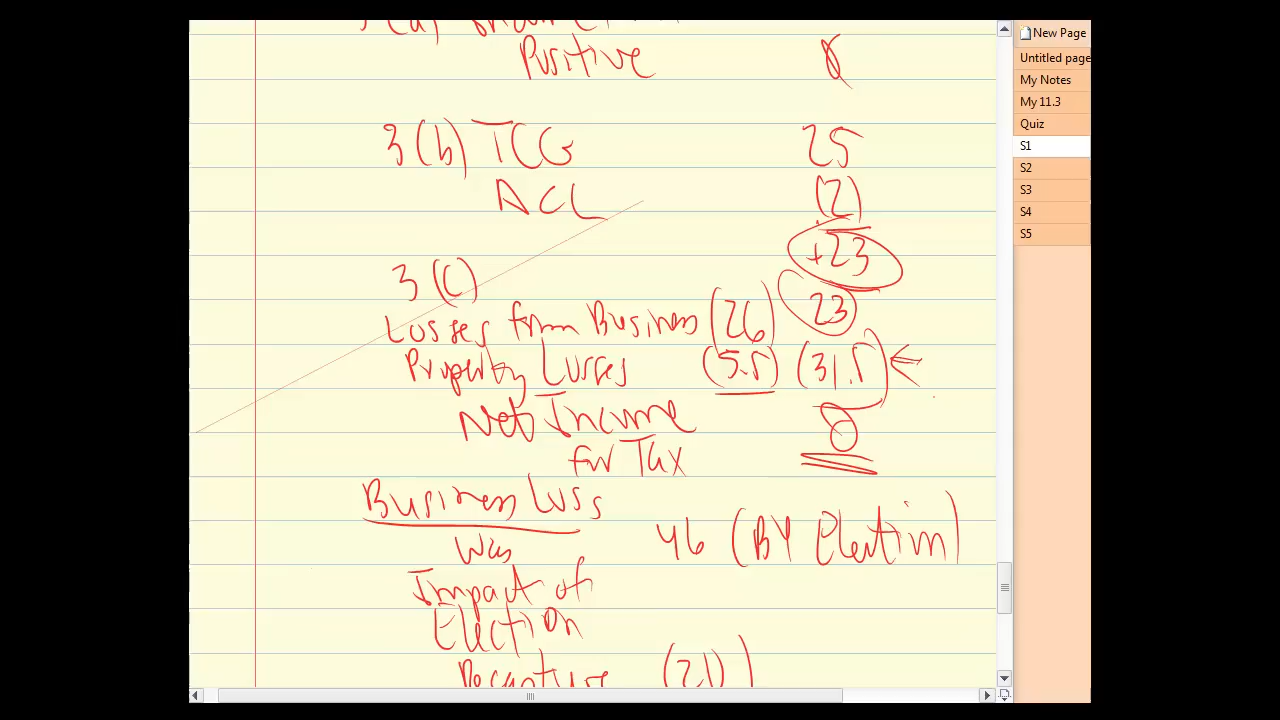 Positive 0
3(b) TCG 25
ACL (2)
+23
3(c) 23
Losses from Business (26)
Property Losses (5.5) (31.5) ←
Net Income 0
for Tax
Business Loss
Was 46 (B4 Election)
Impact of
Election
Recapture (21)
New Page
Untitled page
My Notes
My 11.3
Quiz
S1
S2
S3
S4
S5